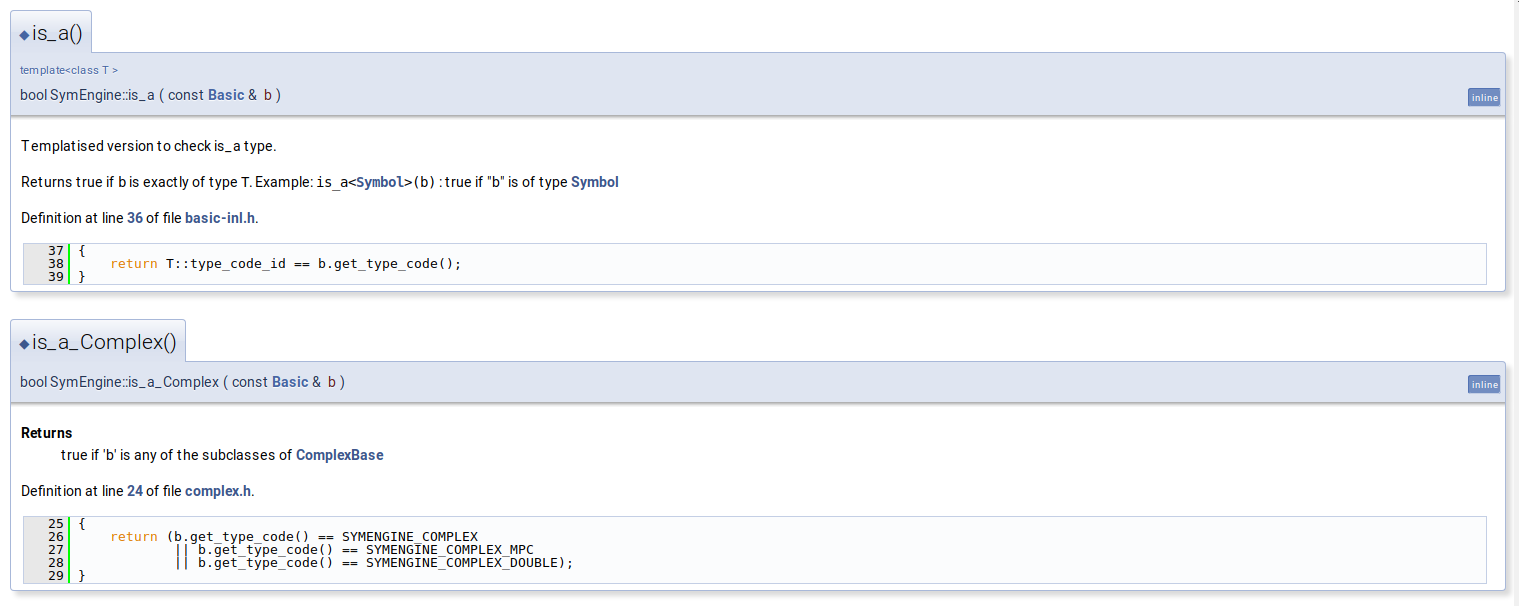 ◆ is_a()
template<class T >
bool SymEngine::is_a ( const Basic & b )
inline
Templatised version to check is_a type.
Returns true if b is exactly of type T. Example: is_a<Symbol>(b) : true if "b" is of type Symbol
Definition at line 36 of file basic-inl.h.
37 {
38     return T::type_code_id == b.get_type_code();
39 }
◆ is_a_Complex()
bool SymEngine::is_a_Complex ( const Basic & b )
inline
Returns
true if 'b' is any of the subclasses of ComplexBase
Definition at line 24 of file complex.h.
25 {
26     return (b.get_type_code() == SYMENGINE_COMPLEX
27             || b.get_type_code() == SYMENGINE_COMPLEX_MPC
28             || b.get_type_code() == SYMENGINE_COMPLEX_DOUBLE);
29 }